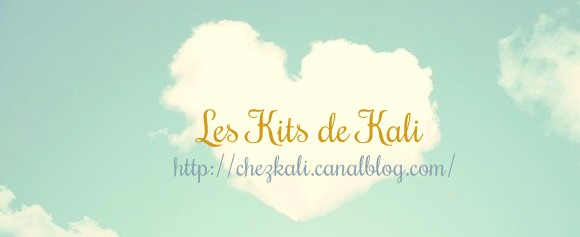 Les Kits de Kali
http://chezkali.canalblog.com/